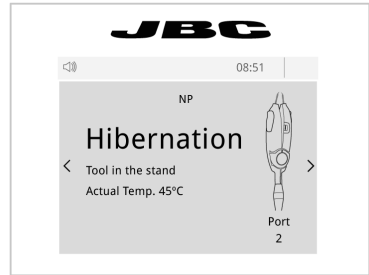 JBC
08:51
NP
Hibernation
Tool in the stand
Actual Temp. 45ºC
Port
2